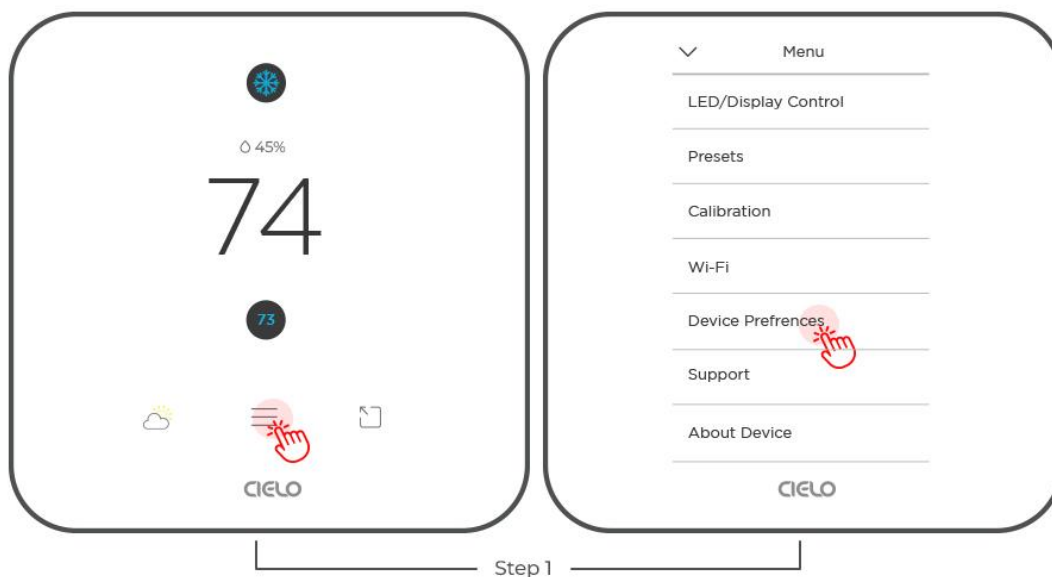 45%
74
73
CIELO
Menu
LED/Display Control
Presets
Calibration
Wi-Fi
Device Prefrences
Support
About Device
CIELO
Step 1